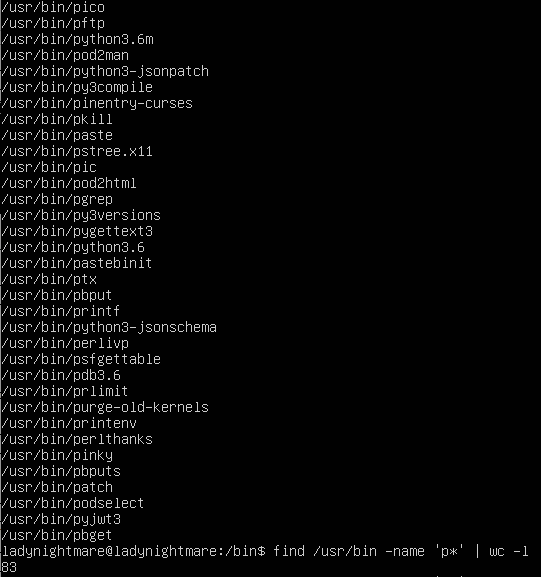 /usr/bin/pico
/usr/bin/pftp
/usr/bin/python3.6m
/usr/bin/pod2man
/usr/bin/python3-jsonpatch
/usr/bin/py3compile
/usr/bin/pinentry-curses
/usr/bin/pkill
/usr/bin/paste
/usr/bin/pstree.x11
/usr/bin/pic
/usr/bin/pod2html
/usr/bin/pgrep
/usr/bin/py3versions
/usr/bin/pygettext3
/usr/bin/python3.6
/usr/bin/pastebinit
/usr/bin/ptx
/usr/bin/pbput
/usr/bin/printf
/usr/bin/python3-jsonschema
/usr/bin/perlivp
/usr/bin/psfgettable
/usr/bin/pdb3.6
/usr/bin/prlimit
/usr/bin/purge-old-kernels
/usr/bin/printenv
/usr/bin/perlthanks
/usr/bin/pinky
/usr/bin/pbputs
/usr/bin/patch
/usr/bin/podselect
/usr/bin/pyjwt3
/usr/bin/pbget
ladynightmare@ladynightmare:/bin$ find /usr/bin -name 'p*' | wc -l
83